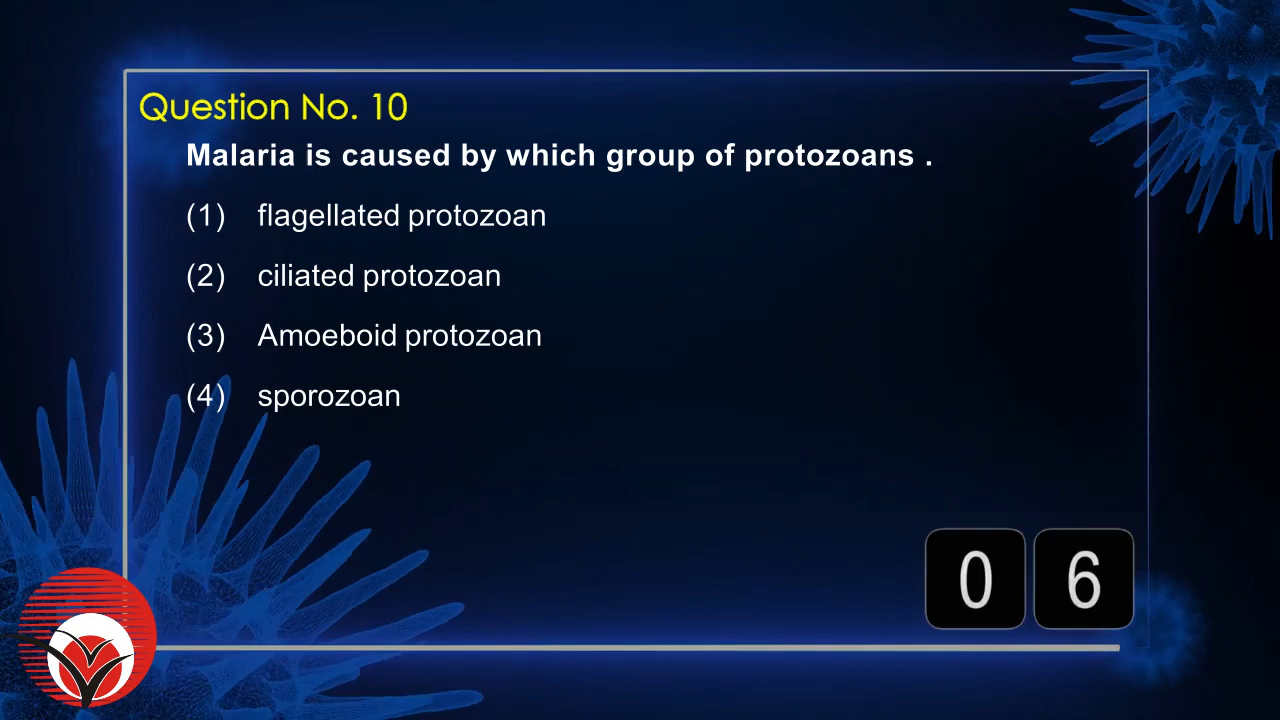 Question No. 10
Malaria is caused by which group of protozoans .
(1) flagellated protozoan
(2) ciliated protozoan
(3) Amoeboid protozoan
(4) sporozoan
0 6